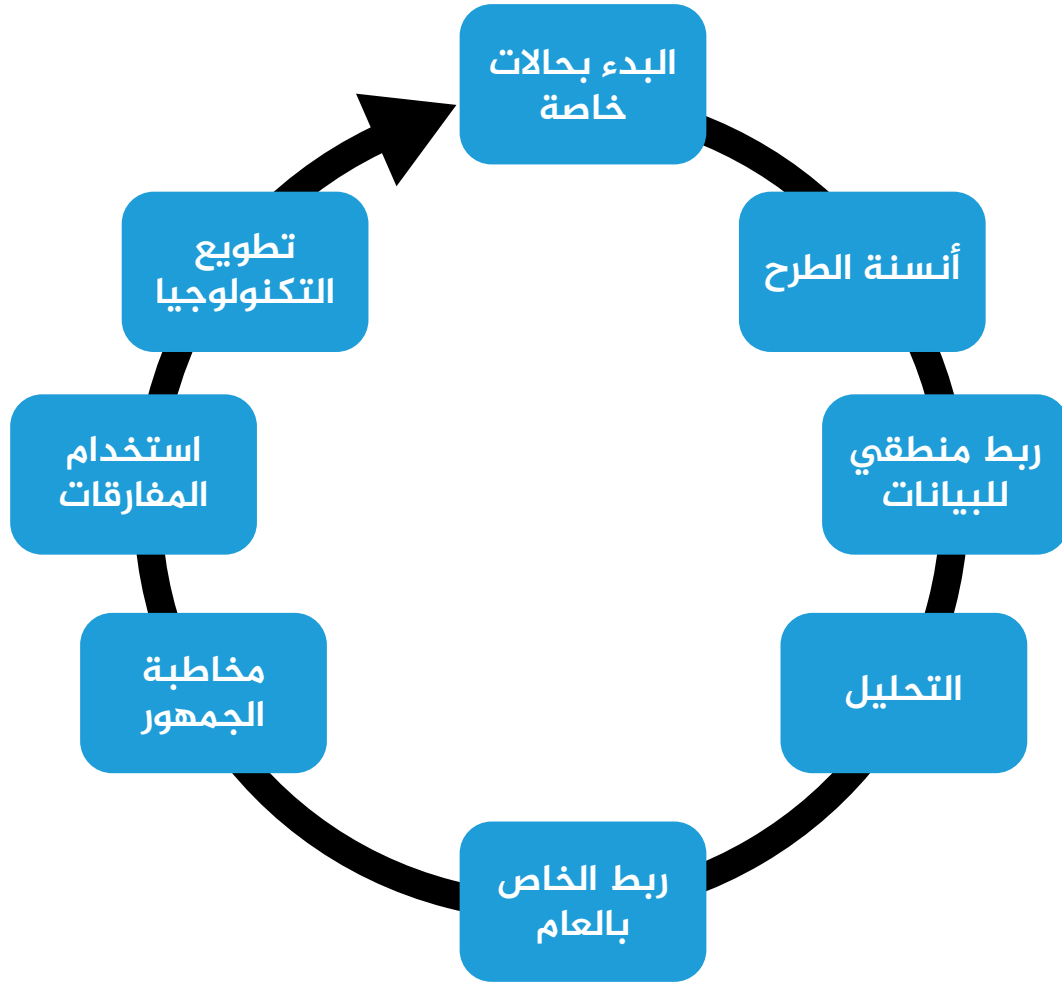 البدء بحالات
خاصة
أنسنة الطرح
ربط منطقي
للبيانات
التحليل
ربط الخاص
بالعام
مخاطبة
الجمهور
استخدام
المفارقات
تطويع
التكنولوجيا